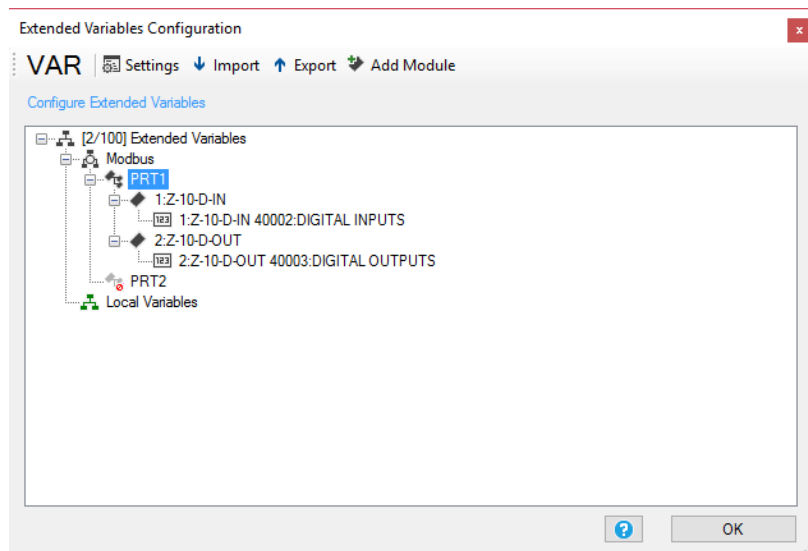 Extended Variables Configuration
x
VAR Settings Import Export Add Module
Configure Extended Variables
[2/100] Extended Variables
Modbus
PRT1
1:Z-10-D-IN
123 1:Z-10-D-IN 40002:DIGITAL INPUTS
2:Z-10-D-OUT
123 2:Z-10-D-OUT 40003:DIGITAL OUTPUTS
PRT2
Local Variables
? OK